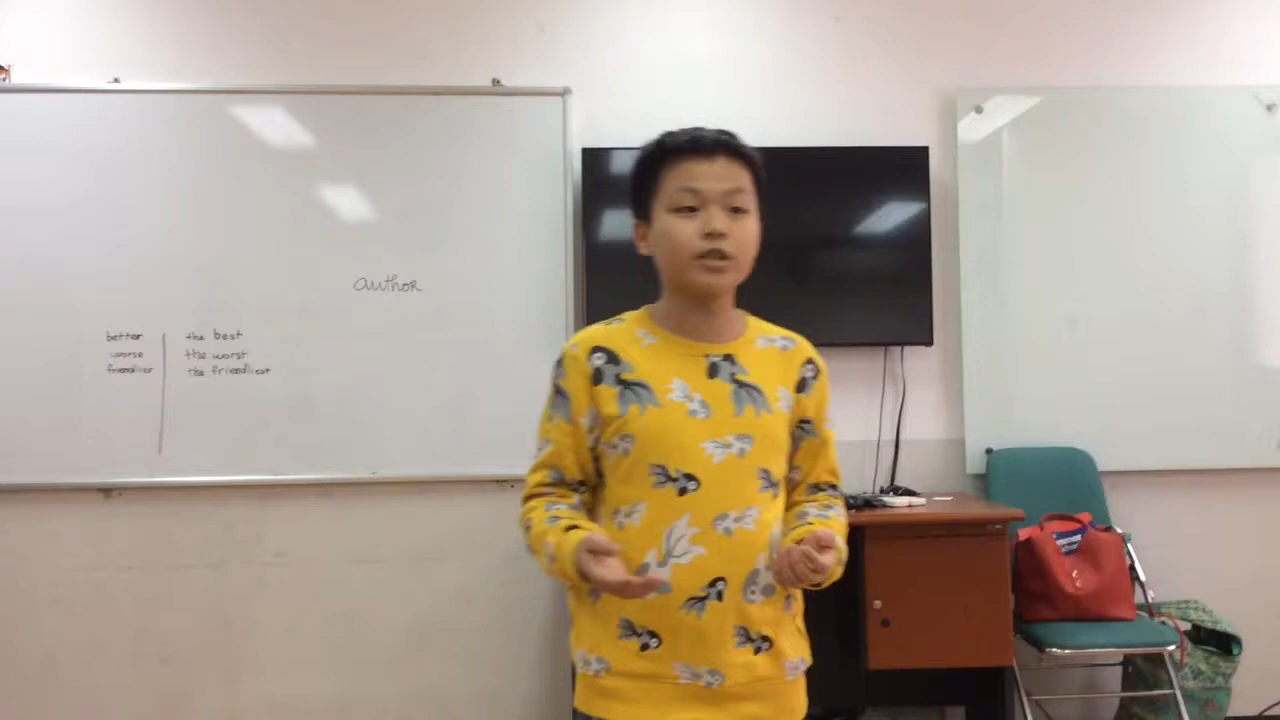 author
better the best
worse the worst
friendlier the friendliest